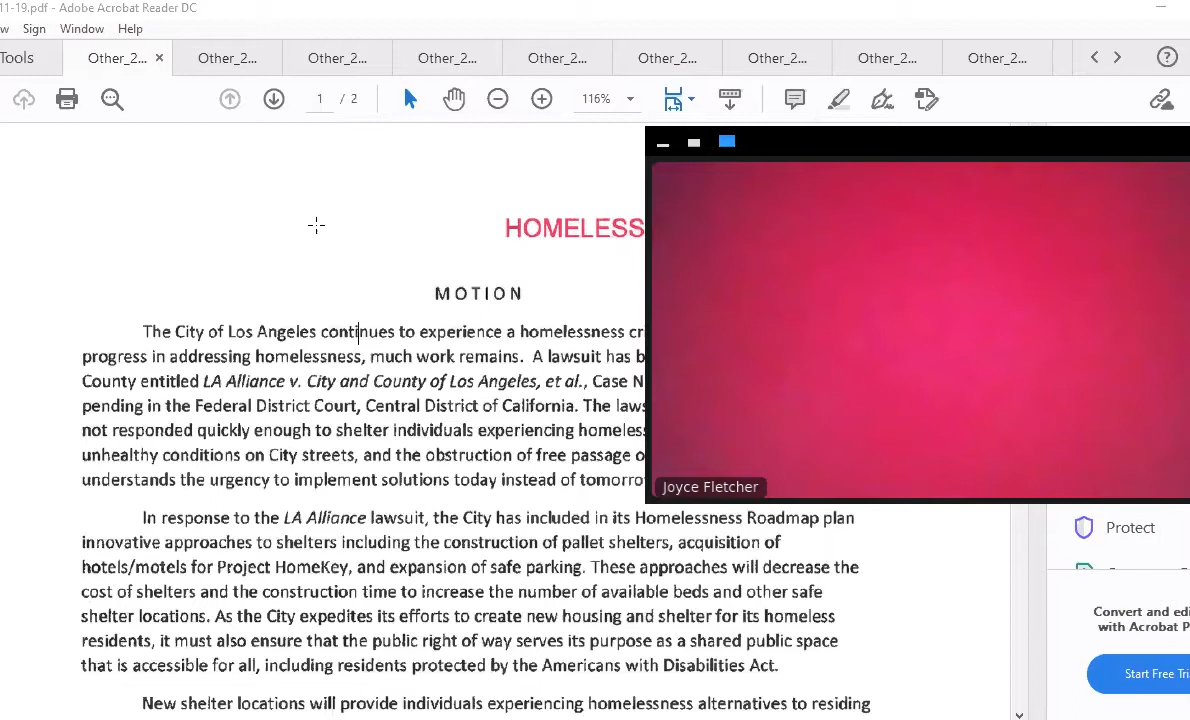 11-19.pdf - Adobe Acrobat Reader DC
w Sign Window Help
Tools Other_2... × Other_2... Other_2... Other_2... Other_2... Other_2... Other_2... Other_2... Other_2...
1 / 2 116%
HOMELESS
MOTION
The City of Los Angeles continues to experience a homelessness cr
progress in addressing homelessness, much work remains. A lawsuit has b
County entitled LA Alliance v. City and County of Los Angeles, et al., Case N
pending in the Federal District Court, Central District of California. The laws
not responded quickly enough to shelter individuals experiencing homeless
unhealthy conditions on City streets, and the obstruction of free passage o
understands the urgency to implement solutions today instead of tomorro
Joyce Fletcher
In response to the LA Alliance lawsuit, the City has included in its Homelessness Roadmap plan
innovative approaches to shelters including the construction of pallet shelters, acquisition of
hotels/motels for Project HomeKey, and expansion of safe parking. These approaches will decrease the
cost of shelters and the construction time to increase the number of available beds and other safe
shelter locations. As the City expedites its efforts to create new housing and shelter for its homeless
residents, it must also ensure that the public right of way serves its purpose as a shared public space
that is accessible for all, including residents protected by the Americans with Disabilities Act.
New shelter locations will provide individuals experiencing homelessness alternatives to residing
Protect
Convert and edi
with Acrobat P
Start Free Tri